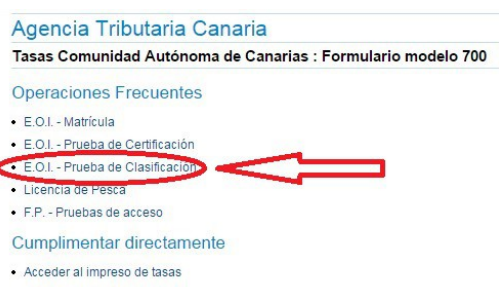 Agencia Tributaria Canaria
Tasas Comunidad Autónoma de Canarias : Formulario modelo 700
Operaciones Frecuentes
E.O.I. - Matrícula
E.O.I. - Prueba de Certificación
E.O.I. - Prueba de Clasificación
Licencia de Pesca
F.P. - Pruebas de acceso
Cumplimentar directamente
Acceder al impreso de tasas